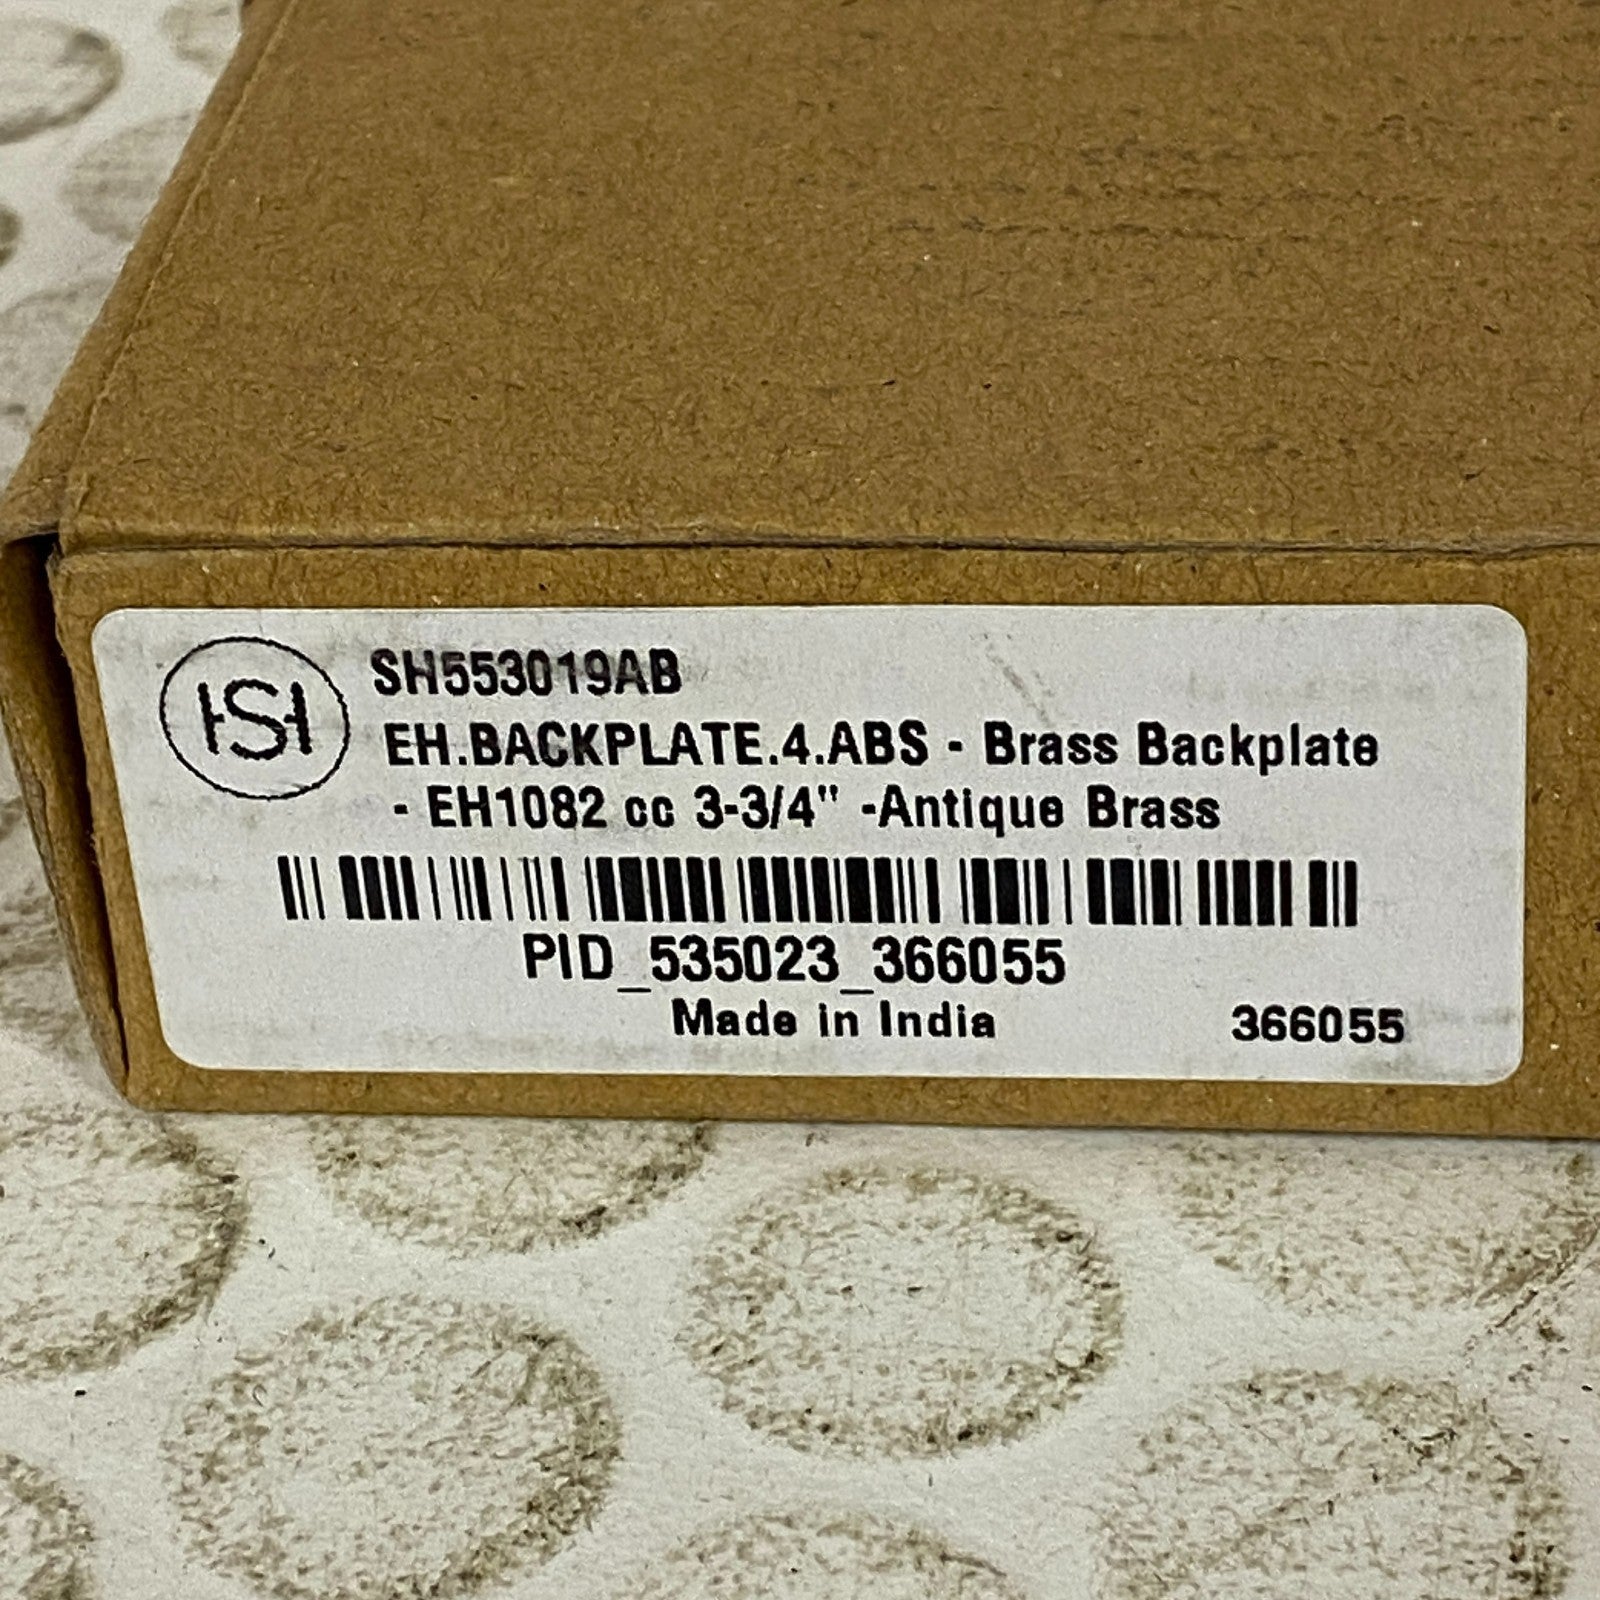 HSH
SH553019AB
EH.BACKPLATE.4.ABS - Brass Backplate
- EH1082 cc 3-3/4" -Antique Brass
PID_535023_366055
Made in India
366055